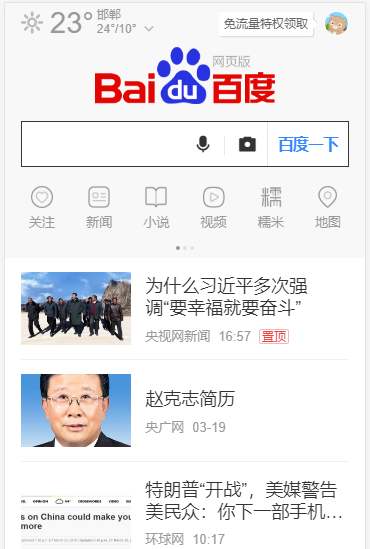 23°
邯郸
24°/10°
免流量特权领取
网页版
Bai du 百度
百度一下
关注 新闻 小说 视频 糯米 地图
为什么习近平多次强
调“要幸福就要奋斗”
央视网新闻 16:57 置顶
赵克志简历
央广网 03-19
特朗普“开战”，美媒警告
美民众：你下一部手机…
环球网 10:17
OPINION
CROSSWORDS
VIDEO
s on China could make you
more